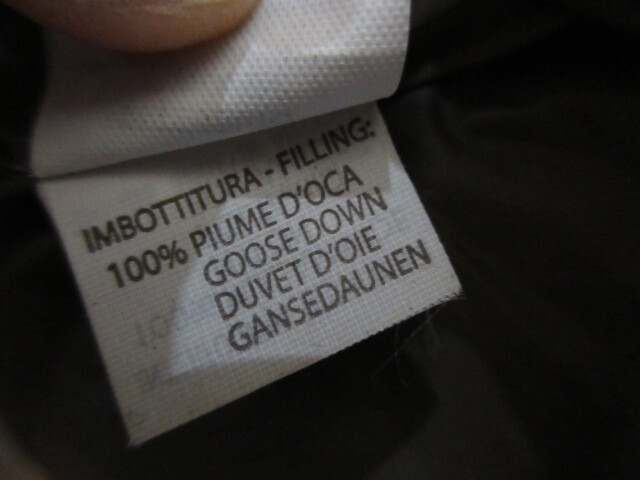 IMBOTTITURA - FILLING:
100% PIUME D'OCA
GOOSE DOWN
DUVET D'OIE
GANSEDAUNEN